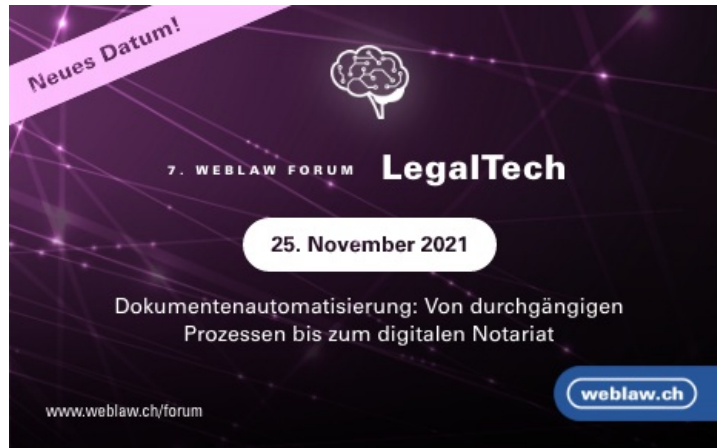 Neues Datum!
7. WEBLAW FORUM LegalTech
25. November 2021
Dokumentenautomatisierung: Von durchgängigen
Prozessen bis zum digitalen Notariat
www.weblaw.ch/forum
weblaw.ch